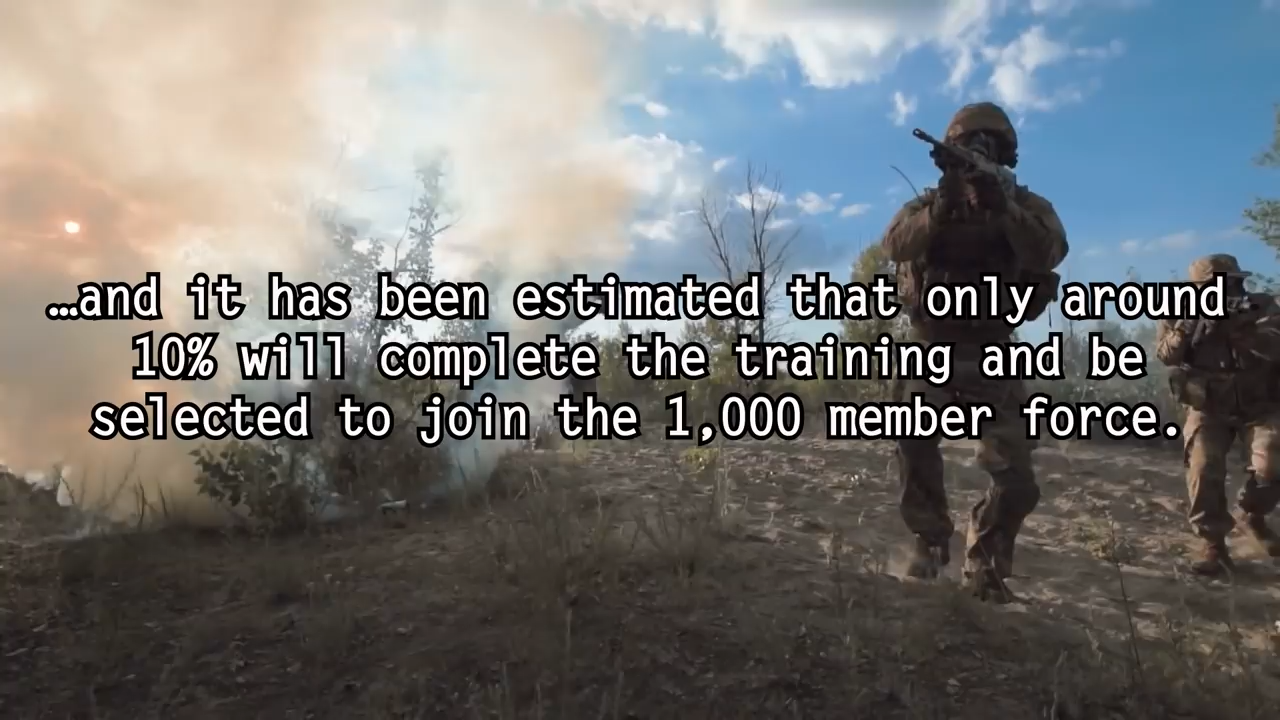 …and it has been estimated that only around
10% will complete the training and be
selected to join the 1,000 member force.